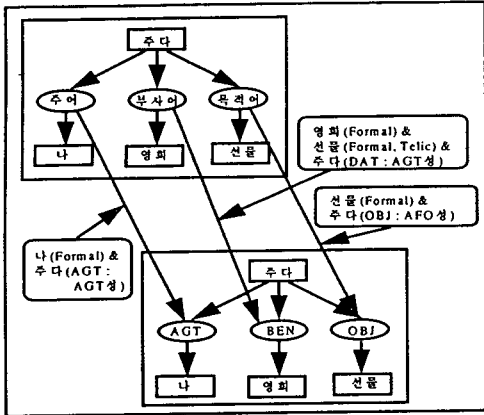 주다
주어 부사어 목적어
나 영희 선물
영희(Formal) &
선물(Formal, Telic) &
주다(DAT : AGT성)
선물(Formal) &
주다(OBJ : AFO성)
나(Formal) &
주다(AGT :
AGT성)
주다
AGT BEN OBJ
나 영희 선물